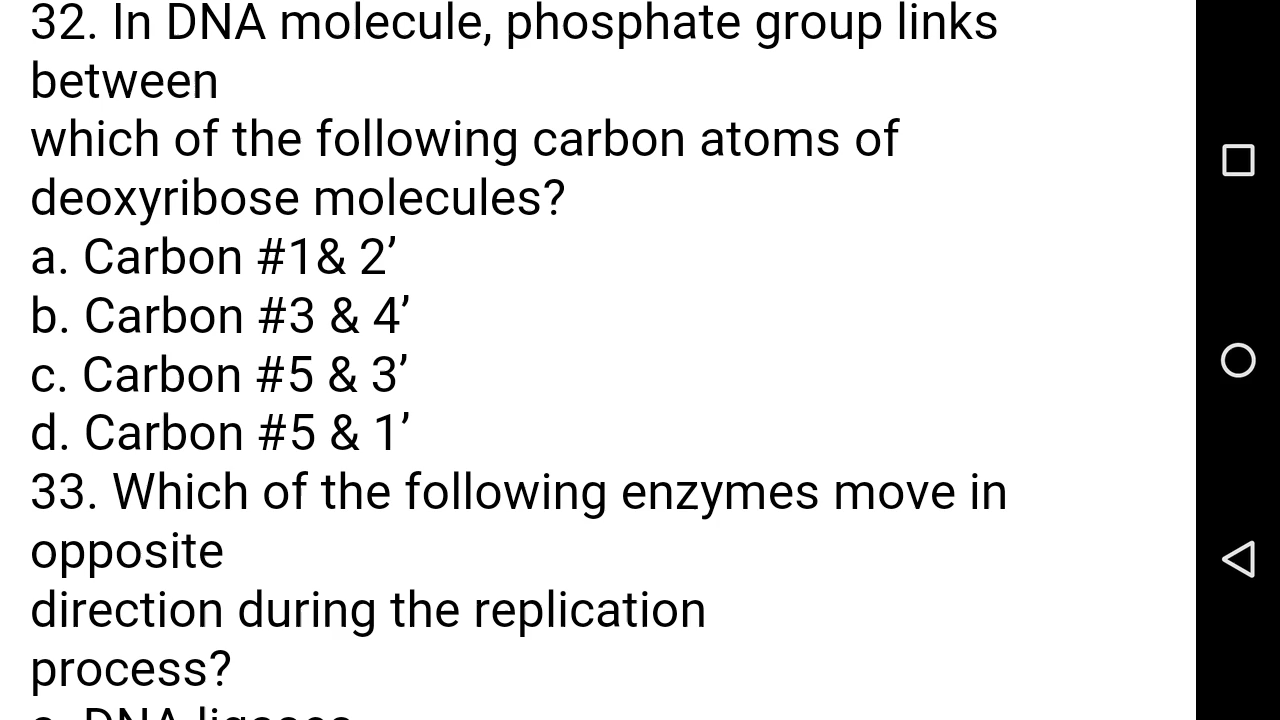 32. In DNA molecule, phosphate group links
between
which of the following carbon atoms of
deoxyribose molecules?
a. Carbon #1& 2’
b. Carbon #3 & 4’
c. Carbon #5 & 3’
d. Carbon #5 & 1’
33. Which of the following enzymes move in
opposite
direction during the replication
process?
a. DNA ligases